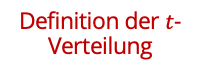 Definition der t-
Verteilung